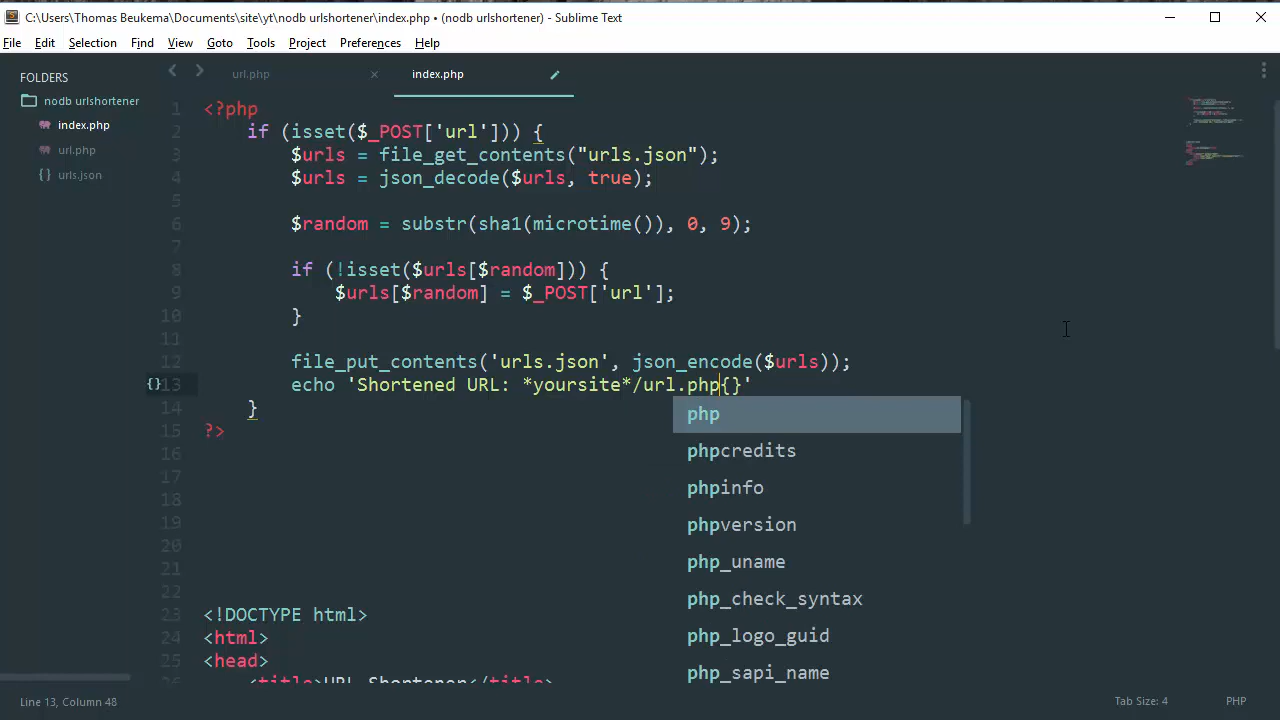 C:\Users\Thomas Beukema\Documents\site\yt\nodb urlshortener\index.php • (nodb urlshortener) - Sublime Text
File Edit Selection Find View Goto Tools Project Preferences Help
FOLDERS
nodb urlshortener
index.php
url.php
{} urls.json
url.php × index.php
1 <?php
2 if (isset($_POST['url'])) {
3 $urls = file_get_contents("urls.json");
4 $urls = json_decode($urls, true);
5
6 $random = substr(sha1(microtime()), 0, 9);
7
8 if (!isset($urls[$random])) {
9 $urls[$random] = $_POST['url'];
10 }
11
12 file_put_contents('urls.json', json_encode($urls));
{} 13 echo 'Shortened URL: *yoursite*/url.php{}'
14 }
15 ?>
16
17
18
19
20
21
22
23 <!DOCTYPE html>
24 <html>
25 <head>
26 <title>URL Shortener</title>
php
phpcredits
phpinfo
phpversion
php_uname
php_check_syntax
php_logo_guid
php_sapi_name
Line 13, Column 48 Tab Size: 4 PHP